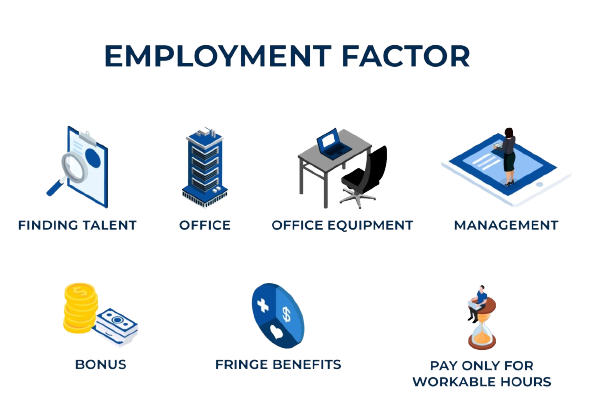 EMPLOYMENT FACTOR
FINDING TALENT
OFFICE
OFFICE EQUIPMENT
MANAGEMENT
BONUS
FRINGE BENEFITS
PAY ONLY FOR
WORKABLE HOURS